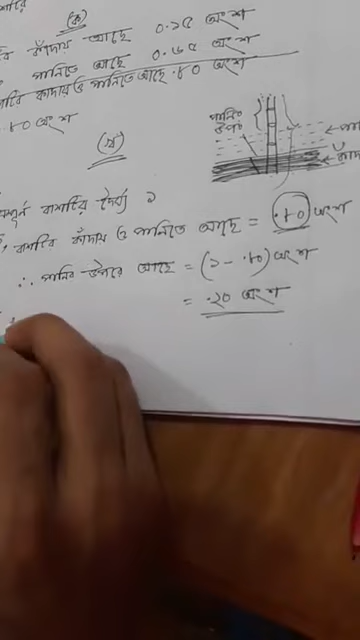 (ক)
কাঁদায় আছে ০.১৫ অংশ
পানিতে আছে ০.৬৫ অংশ
কাঁদায় ও পানিতে আছে .৮০ অংশ
.৮০ অংশ
(খ)
পানির উপরে
সম্পূর্ণ বাশটির দৈর্ঘ্য ১
বাশটির কাঁদায় ও পানিতে আছে = .৮০ অংশ
∴ পানির উপরে আছে = (১ - .৮০) অংশ
= .২০ অংশ